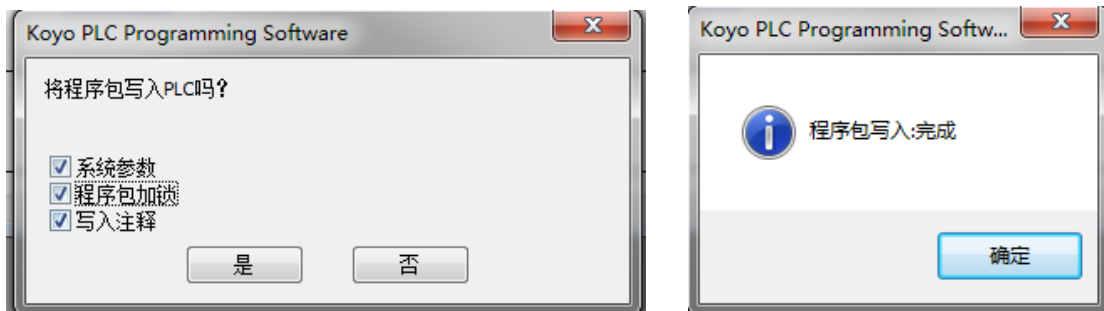 Koyo PLC Programming Software
将程序包写入PLC吗?
系统参数
程序包加锁
写入注释
是
否
Koyo PLC Programming Softw...
程序包写入:完成
确定